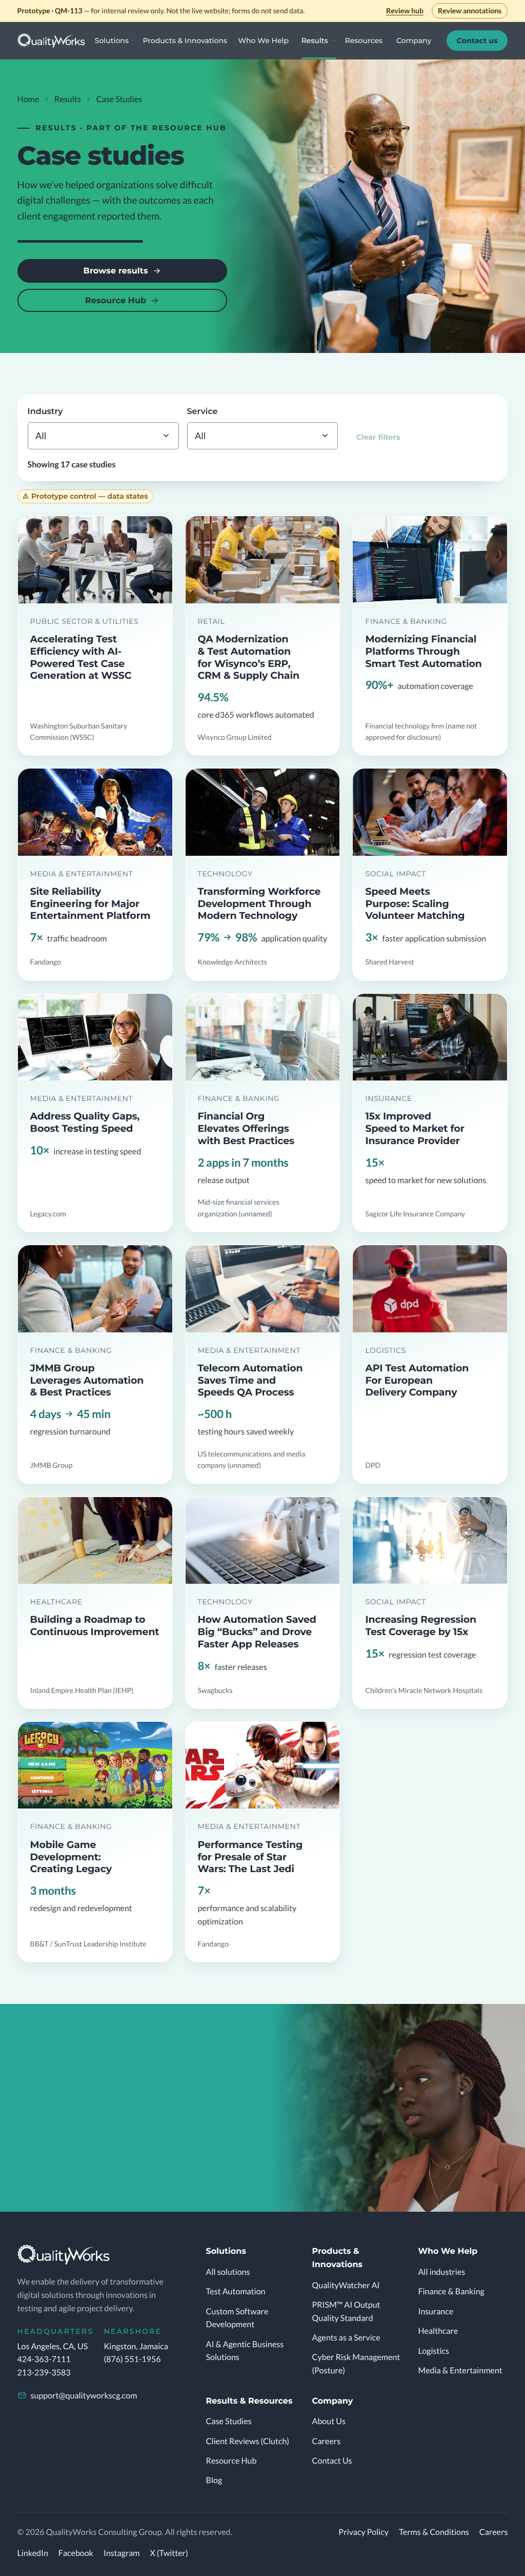 Prototype · QM-113 — for internal review only. Not the live website; forms do not send data.
Review hub
Review annotations
QualityWorks
Solutions
Products & Innovations
Who We Help
Results
Resources
Company
Contact us
Home > Results > Case Studies
RESULTS · PART OF THE RESOURCE HUB
Case studies
How we've helped organizations solve difficult
digital challenges — with the outcomes as each
client engagement reported them.
Browse results →
Resource Hub →
Industry
All
Service
All
Clear filters
Showing 17 case studies
⚠ Prototype control — data states
PUBLIC SECTOR & UTILITIES
Accelerating Test
Efficiency with AI-
Powered Test Case
Generation at WSSC
Washington Suburban Sanitary
Commission (WSSC)
RETAIL
QA Modernization
& Test Automation
for Wisynco's ERP,
CRM & Supply Chain
94.5%
core d365 workflows automated
Wisynco Group Limited
FINANCE & BANKING
Modernizing Financial
Platforms Through
Smart Test Automation
90%+ automation coverage
Financial technology firm (name not
approved for disclosure)
MEDIA & ENTERTAINMENT
Site Reliability
Engineering for Major
Entertainment Platform
7× traffic headroom
Fandango
TECHNOLOGY
Transforming Workforce
Development Through
Modern Technology
79% → 98% application quality
Knowledge Architects
SOCIAL IMPACT
Speed Meets
Purpose: Scaling
Volunteer Matching
3× faster application submission
Shared Harvest
MEDIA & ENTERTAINMENT
Address Quality Gaps,
Boost Testing Speed
10× increase in testing speed
Legacy.com
FINANCE & BANKING
Financial Org
Elevates Offerings
with Best Practices
2 apps in 7 months
release output
Mid-size financial services
organization (unnamed)
INSURANCE
15x Improved
Speed to Market for
Insurance Provider
15×
speed to market for new solutions
Sagicor Life Insurance Company
FINANCE & BANKING
JMMB Group
Leverages Automation
& Best Practices
4 days → 45 min
regression turnaround
JMMB Group
MEDIA & ENTERTAINMENT
Telecom Automation
Saves Time and
Speeds QA Process
~500 h
testing hours saved weekly
US telecommunications and media
company (unnamed)
dpd
LOGISTICS
API Test Automation
For European
Delivery Company
DPD
HEALTHCARE
Building a Roadmap to
Continuous Improvement
Inland Empire Health Plan (IEHP)
TECHNOLOGY
How Automation Saved
Big “Bucks” and Drove
Faster App Releases
8× faster releases
Swagbucks
SOCIAL IMPACT
Increasing Regression
Test Coverage by 15x
15× regression test coverage
Children's Miracle Network Hospitals
LEGACY
NEW GAME
CONTINUE
SETTINGS
FINANCE & BANKING
Mobile Game
Development:
Creating Legacy
3 months
redesign and redevelopment
BB&T / SunTrust Leadership Institute
WARS
MEDIA & ENTERTAINMENT
Performance Testing
for Presale of Star
Wars: The Last Jedi
7×
performance and scalability
optimization
Fandango
QualityWorks
We enable the delivery of transformative
digital solutions through innovations in
testing and agile project delivery.
HEADQUARTERS
Los Angeles, CA, US
424-363-7111
213-239-3583
NEARSHORE
Kingston, Jamaica
(876) 551-1956
support@qualityworkscg.com
Solutions
All solutions
Test Automation
Custom Software
Development
AI & Agentic Business
Solutions
Products &
Innovations
QualityWatcher AI
PRISM™ AI Output
Quality Standard
Agents as a Service
Cyber Risk Management
(Posture)
Who We Help
All industries
Finance & Banking
Insurance
Healthcare
Logistics
Media & Entertainment
Results & Resources
Case Studies
Client Reviews (Clutch)
Resource Hub
Blog
Company
About Us
Careers
Contact Us
© 2026 QualityWorks Consulting Group. All rights reserved.
Privacy Policy
Terms & Conditions
Careers
LinkedIn
Facebook
Instagram
X (Twitter)